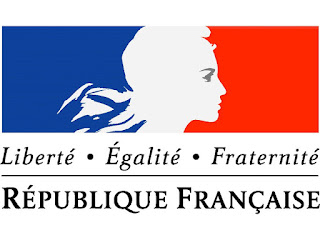 Liberté • Égalité • Fraternité
RÉPUBLIQUE FRANÇAISE